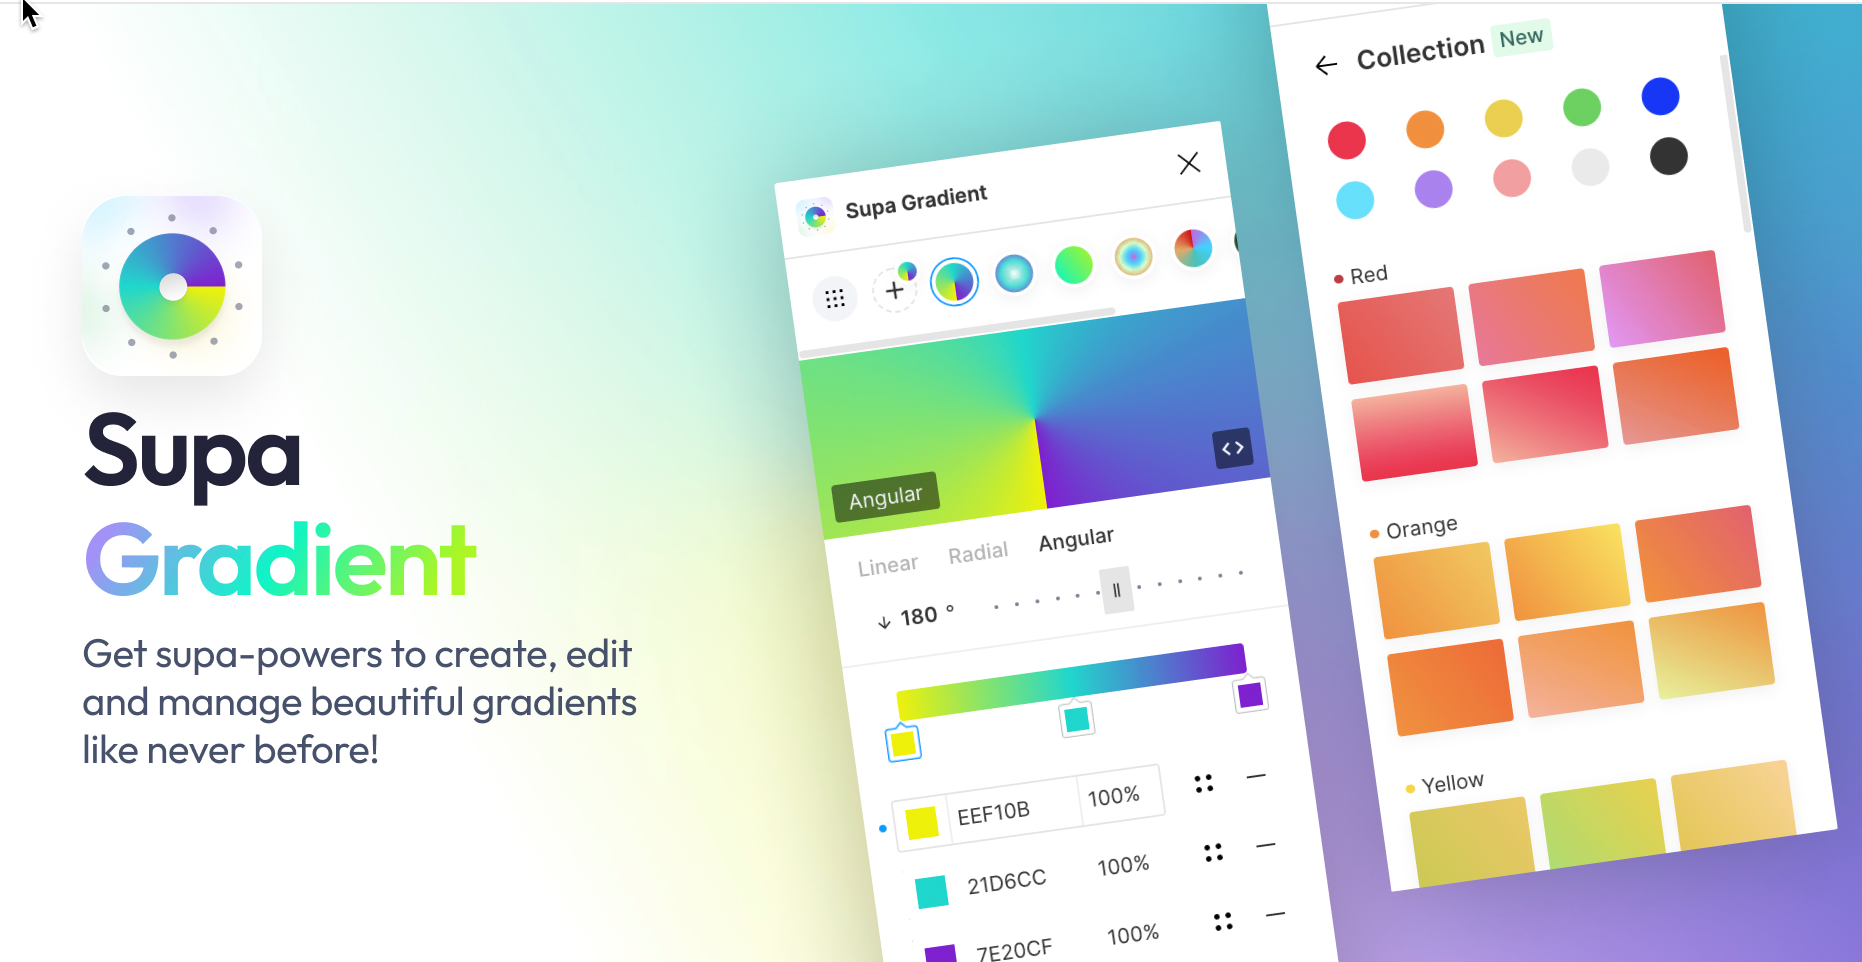 Supa
Gradient
Get supa-powers to create, edit
and manage beautiful gradients
like never before!
Supa Gradient
Angular
Linear Radial Angular
180 °
EEF10B 100%
21D6CC 100%
7E20CF 100%
Collection New
Red
Orange
Yellow